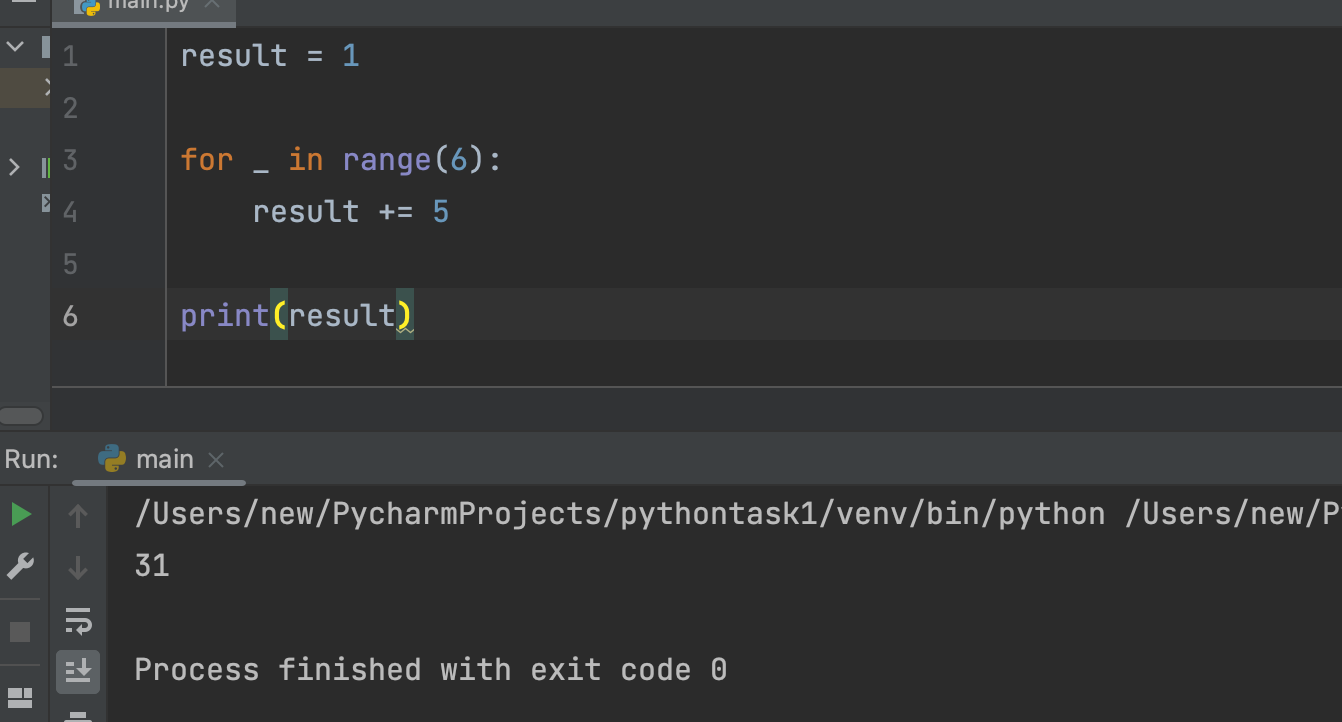 main.py
1 result = 1
2
3 for _ in range(6):
4     result += 5
5
6 print(result)
Run: main
/Users/new/PycharmProjects/pythontask1/venv/bin/python /Users/new/P
31
Process finished with exit code 0